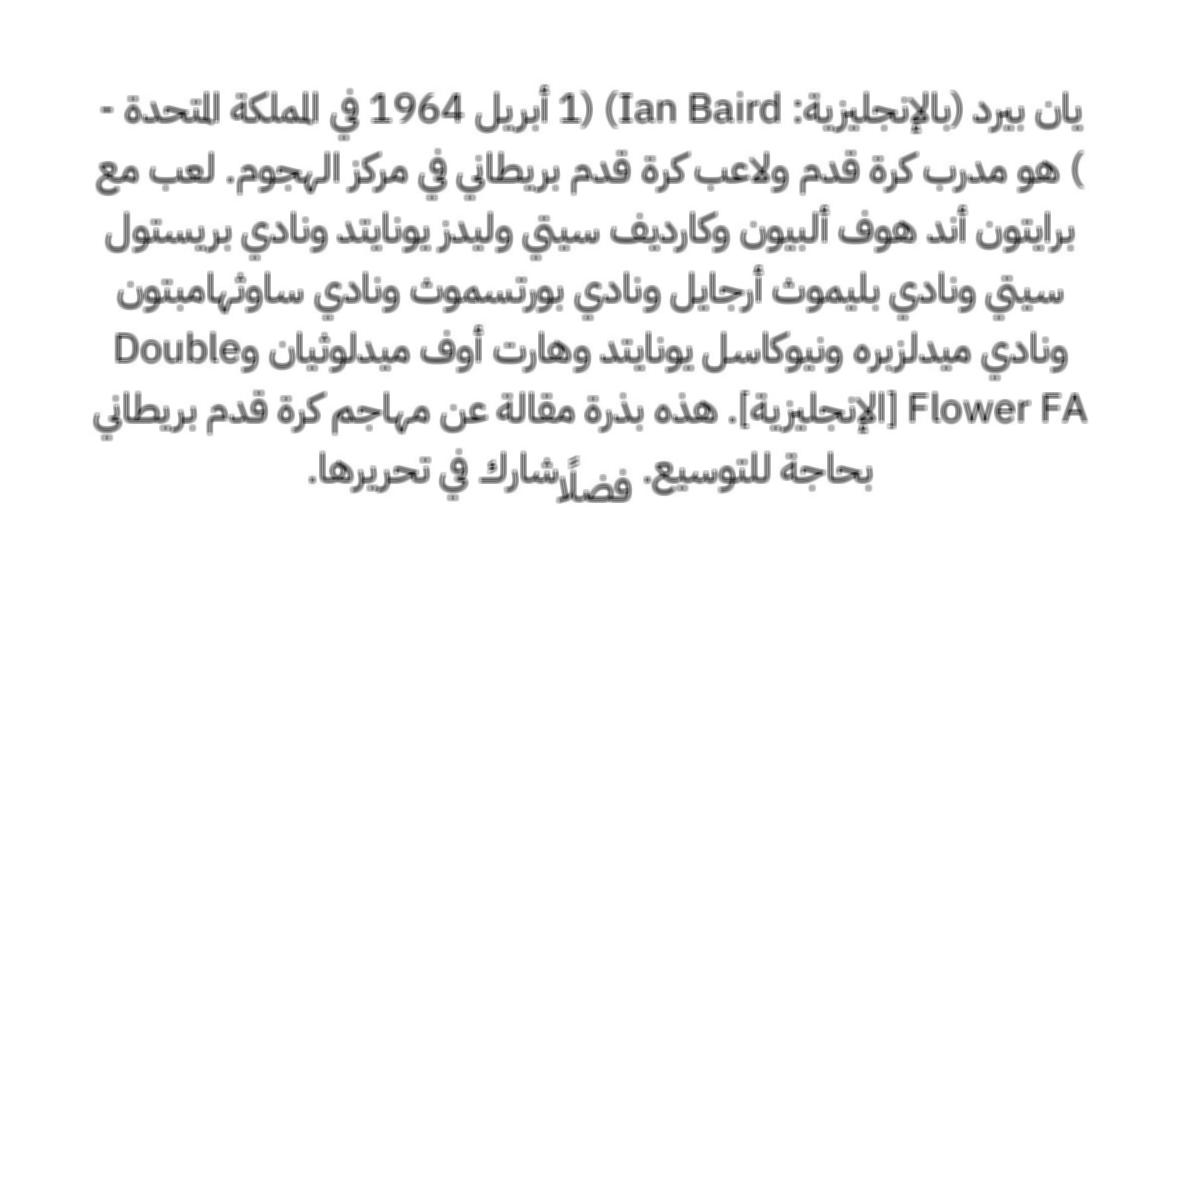 يان بيرد (بالإنجليزية: Ian Baird) (1 أبريل 1964 في المملكة المتحدة -
) هو مدرب كرة قدم ولاعب كرة قدم بريطاني في مركز الهجوم. لعب مع
برايتون أند هوف ألبيون وكارديف سيتي وليدز يونايتد ونادي بريستول
سيتي ونادي بليموث أرجايل ونادي بورتسموث ونادي ساوثهامبتون
ونادي ميدلزبره ونيوكاسل يونايتد وهارت أوف ميدلوثيان وDouble
Flower FA [الإنجليزية]. هذه بذرة مقالة عن مهاجم كرة قدم بريطاني
بحاجة للتوسيع. فضلًا شارك في تحريرها.